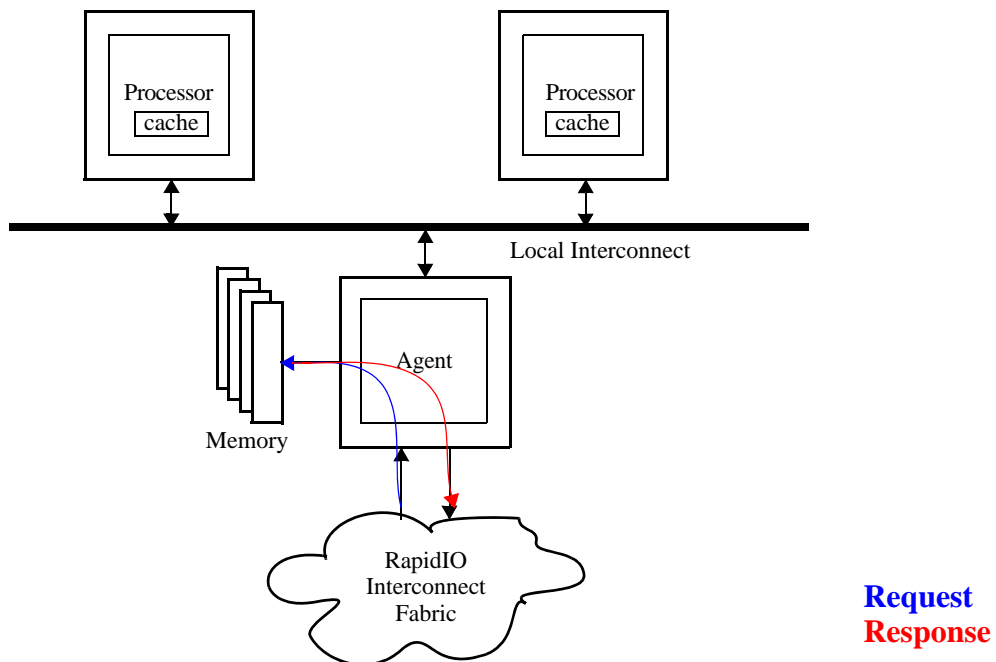 Processor
cache
Processor
cache
Local Interconnect
Agent
Memory
RapidIO
Interconnect
Fabric
Request
Response